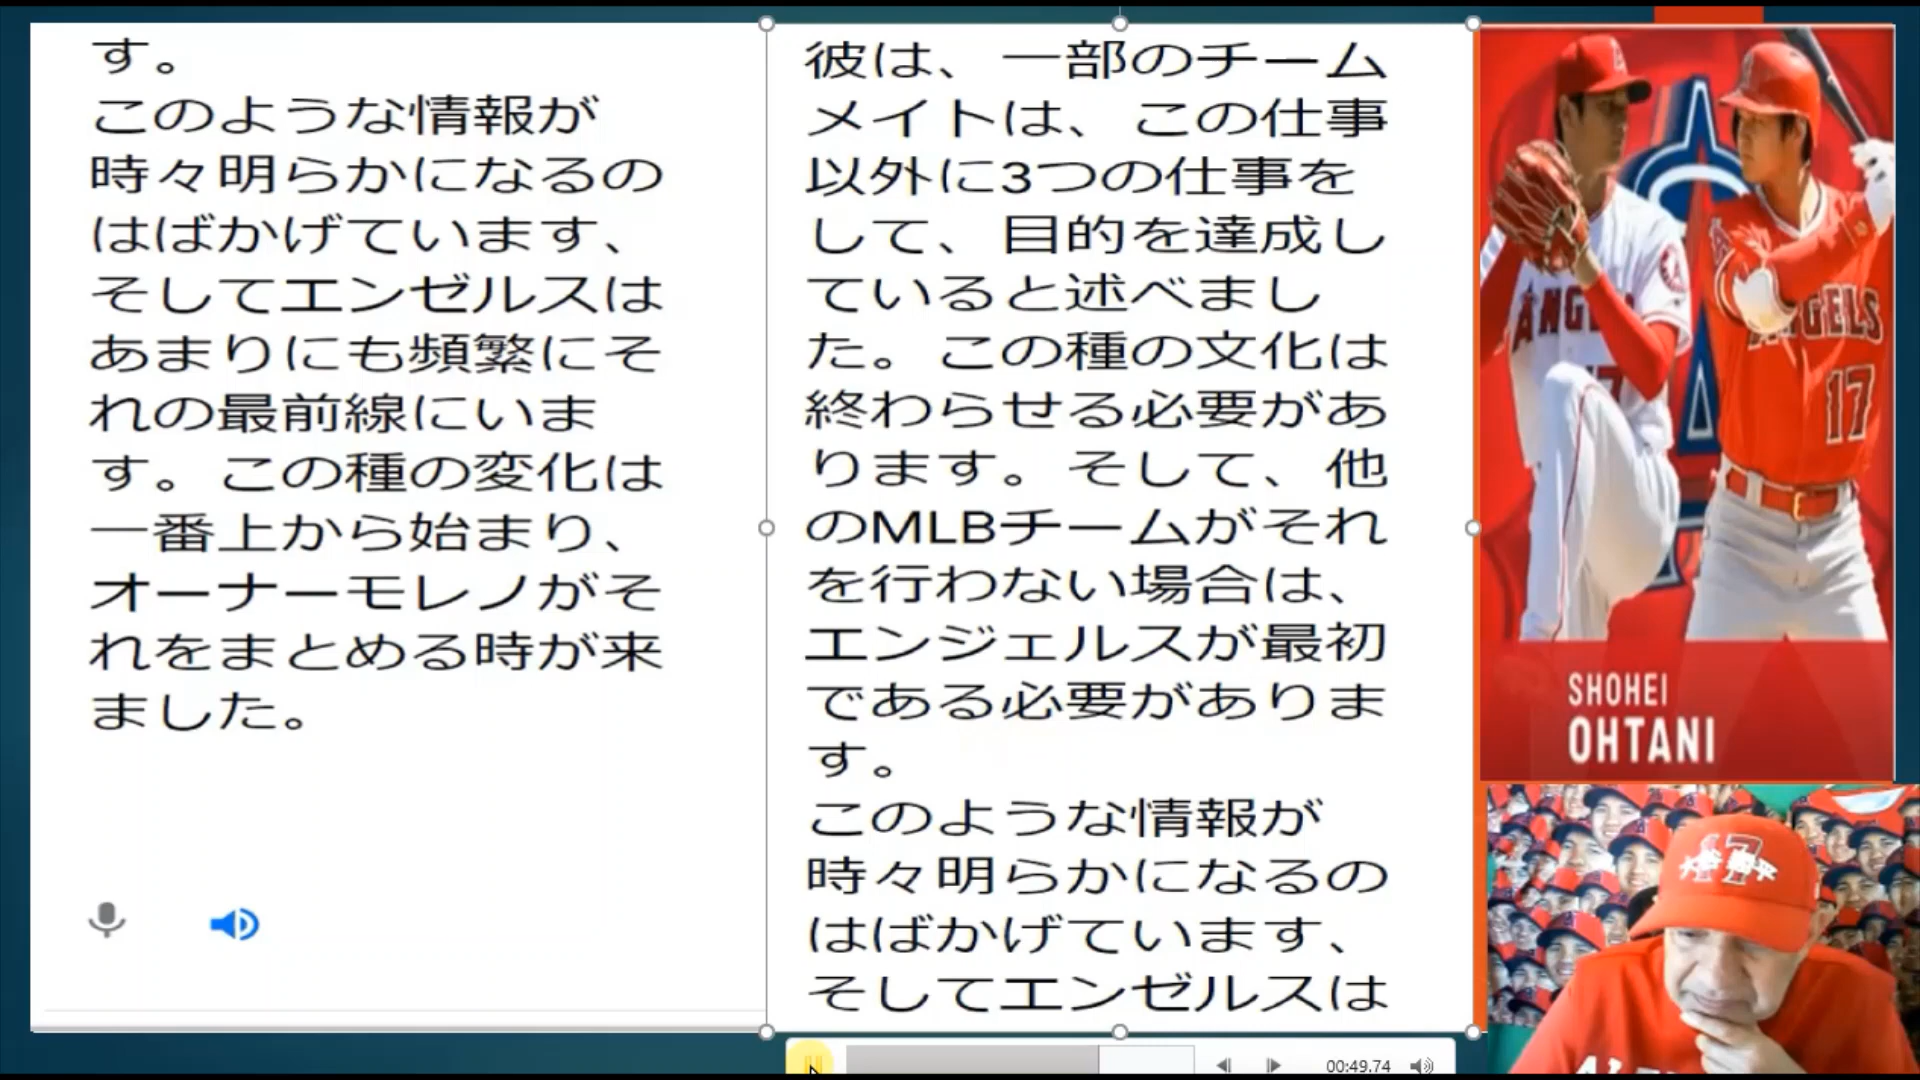 す。
このような情報が
時々明らかになるの
はばかげています、
そしてエンゼルスは
あまりにも頻繁にそ
れの最前線にいま
す。この種の変化は
一番上から始まり、
オーナーモレノがそ
れをまとめる時が来
ました。
彼は、一部のチーム
メイトは、この仕事
以外に3つの仕事を
して、目的を達成し
ていると述べまし
た。この種の文化は
終わらせる必要があ
ります。そして、他
のMLBチームがそれ
を行わない場合は、
エンジェルスが最初
である必要がありま
す。
このような情報が
時々明らかになるの
はばかげています、
そしてエンゼルスは
ANGELS
17
SHOHEI
OHTANI
17
大谷 翔平
00:49.74